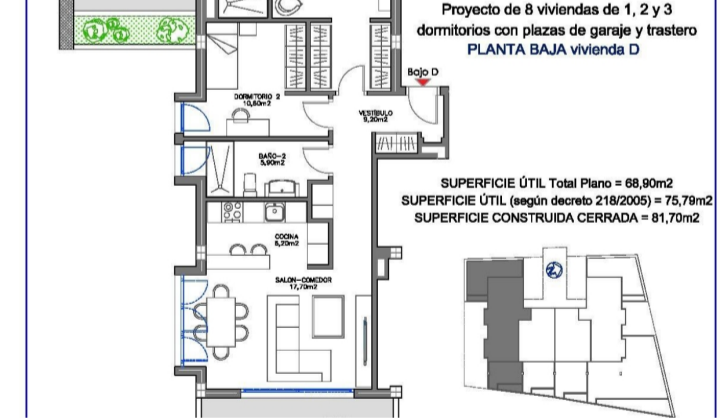 Proyecto de 8 viviendas de 1, 2 y 3
dormitorios con plazas de garaje y trastero
PLANTA BAJA vivienda D
Bajo D
DORMITORIO 2
10,60m2
VESTÍBULO
9,20m2
BAÑO-2
5,90m2
SUPERFICIE ÚTIL Total Plano = 68,90m2
SUPERFICIE ÚTIL (según decreto 218/2005) = 75,79m2
SUPERFICIE CONSTRUIDA CERRADA = 81,70m2
COCINA
8,20m2
SALON-COMEDOR
17,70m2